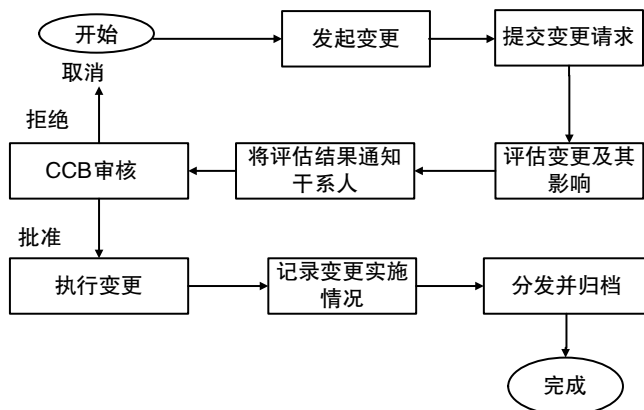 开始
发起变更
提交变更请求
取消
拒绝
CCB审核
将评估结果通知
干系人
评估变更及其
影响
批准
执行变更
记录变更实施
情况
分发并归档
完成